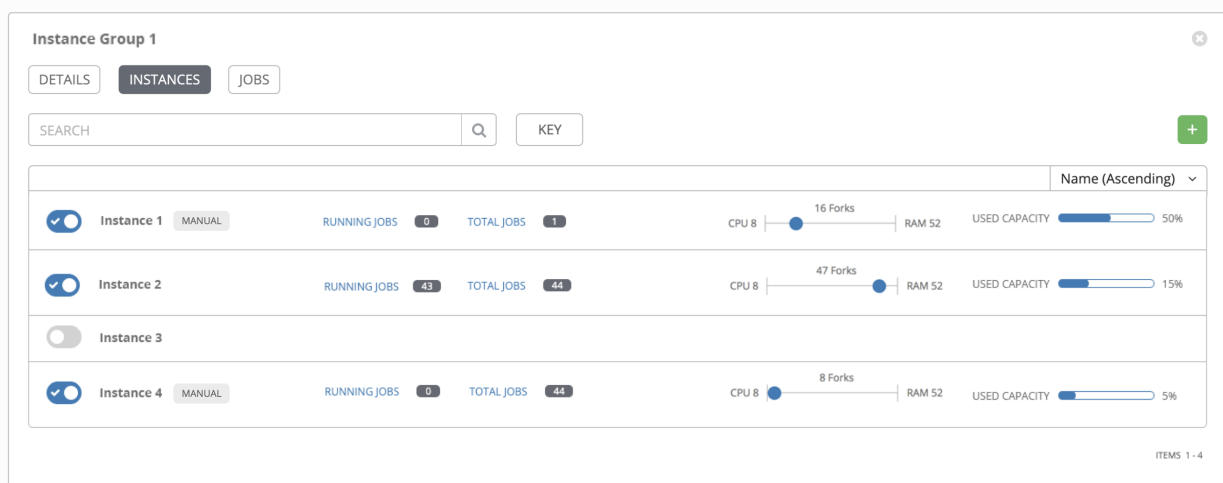 Instance Group 1
DETAILS INSTANCES JOBS
SEARCH KEY +
Name (Ascending)
Instance 1 MANUAL RUNNING JOBS 0 TOTAL JOBS 1 CPU 8 16 Forks RAM 52 USED CAPACITY 50%
Instance 2 RUNNING JOBS 43 TOTAL JOBS 44 CPU 8 47 Forks RAM 52 USED CAPACITY 15%
Instance 3
Instance 4 MANUAL RUNNING JOBS 0 TOTAL JOBS 44 CPU 8 8 Forks RAM 52 USED CAPACITY 5%
ITEMS 1 - 4